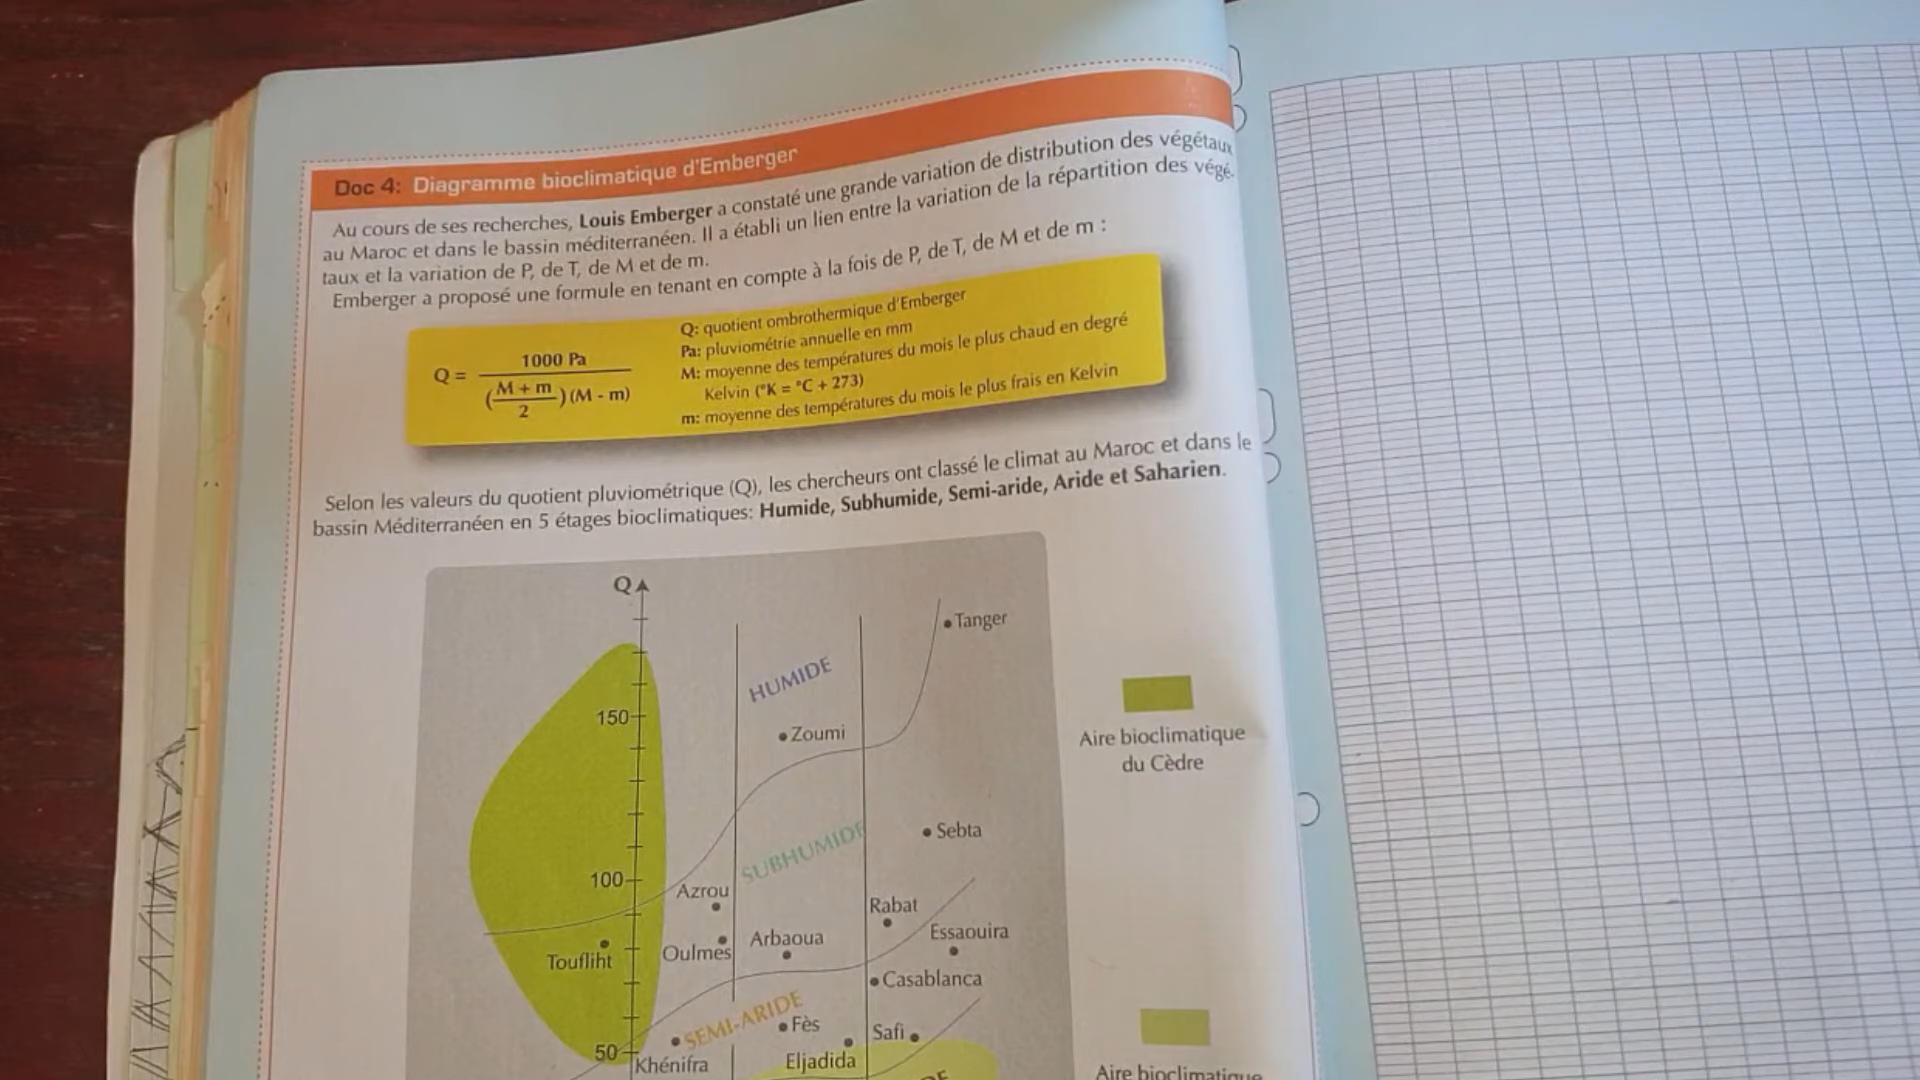 Doc 4: Diagramme bioclimatique d'Emberger
Au cours de ses recherches, Louis Emberger a constaté une grande variation de distribution des végétaux
au Maroc et dans le bassin méditerranéen. Il a établi un lien entre la variation de la répartition des végé-
taux et la variation de P, de T, de M et de m.
Emberger a proposé une formule en tenant en compte à la fois de P, de T, de M et de m :
Q = 1000 Pa / ((M + m / 2) (M - m))
Q: quotient ombrothermique d'Emberger
Pa: pluviométrie annuelle en mm
M: moyenne des températures du mois le plus chaud en degré
Kelvin (°K = °C + 273)
m: moyenne des températures du mois le plus frais en Kelvin
Selon les valeurs du quotient pluviométrique (Q), les chercheurs ont classé le climat au Maroc et dans le
bassin Méditerranéen en 5 étages bioclimatiques: Humide, Subhumide, Semi-aride, Aride et Saharien.
Q
Tanger
HUMIDE
150
Zoumi
Aire bioclimatique
du Cèdre
SUBHUMIDE
Sebta
100
Azrou
Rabat
Essaouira
Arbaoua
Oulmes
Toufliht
Casablanca
SEMI-ARIDE
Fès
Safi
50
Khénifra
Eljadida
Aire bioclimatique